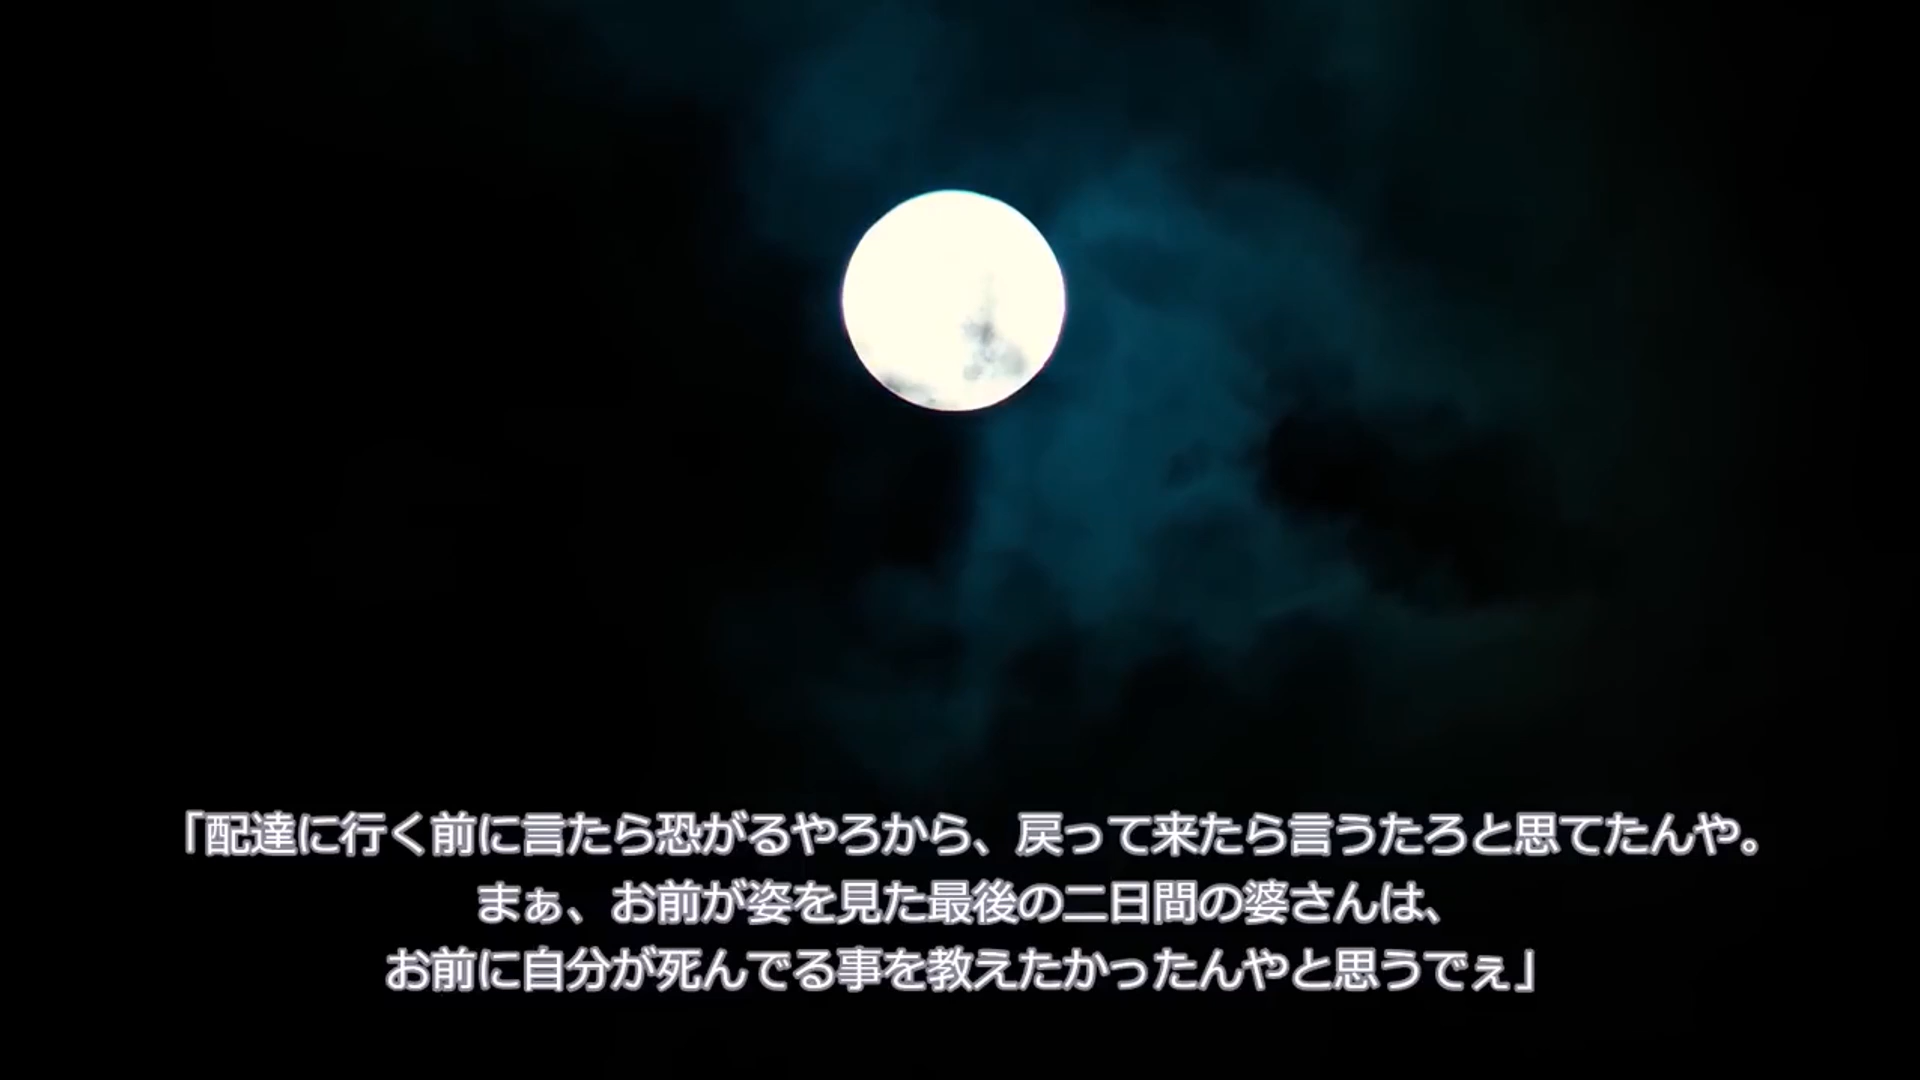 「配達に行く前に言たら恐がるやろから、戻って来たら言うたろと思てたんや。
まぁ、お前が姿を見た最後の二日間の婆さんは、
お前に自分が死んでる事を教えたかったんやと思うでぇ」